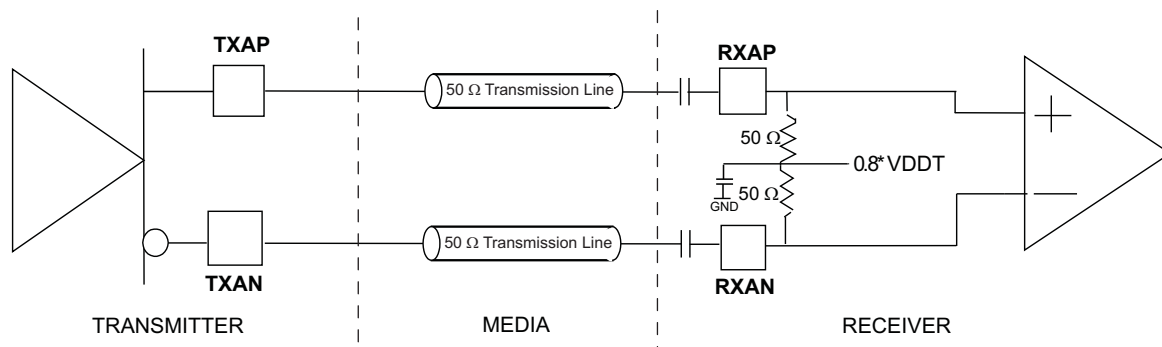 TXAP
RXAP
50 Ω Transmission Line
50 Ω
0.8* VDDT
50 Ω
GND
50 Ω Transmission Line
TXAN
RXAN
TRANSMITTER
MEDIA
RECEIVER